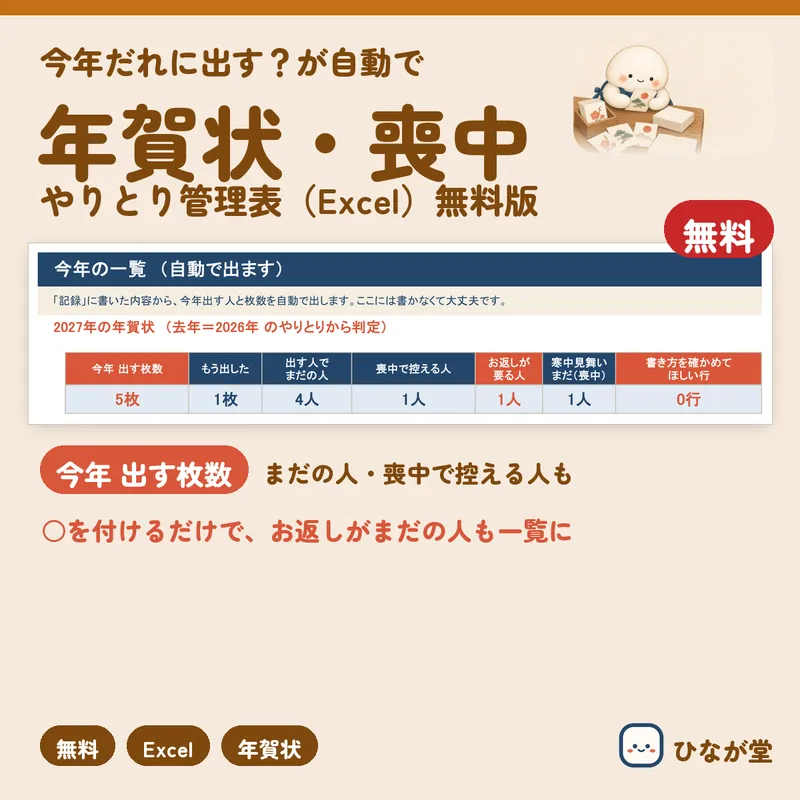 今年だれに出す？が自動で
年賀状・喪中
やりとり管理表（Excel）無料版
無料
今年の一覧 （自動で出ます）
「記録」に書いた内容から、今年出す人と枚数を自動で出します。ここには書かなくて大丈夫です。
2027年の年賀状 （去年＝2026年 のやりとりから判定）
今年 出す枚数 もう出した 出す人で まだの人 喪中で控える人 お返しが 要る人 寒中見舞い まだ(喪中) 書き方を確かめて ほしい行
5枚 1枚 4人 1人 1人 1人 0行
今年 出す枚数 まだの人・喪中で控える人も
〇を付けるだけで、お返しがまだの人も一覧に
無料 Excel 年賀状
ひなが堂